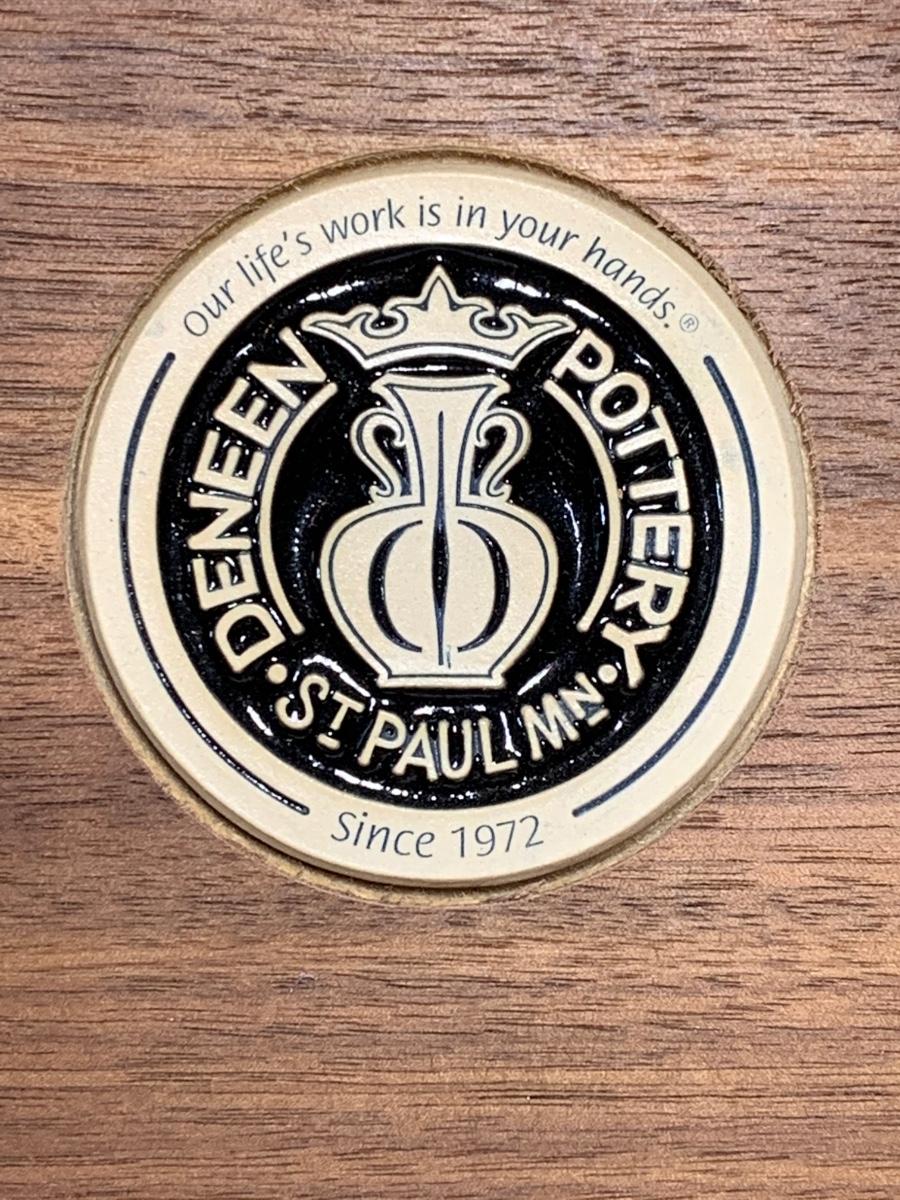 Our life's work is in your hands.®
DENEEN POTTERY
• ST PAUL MN •
Since 1972